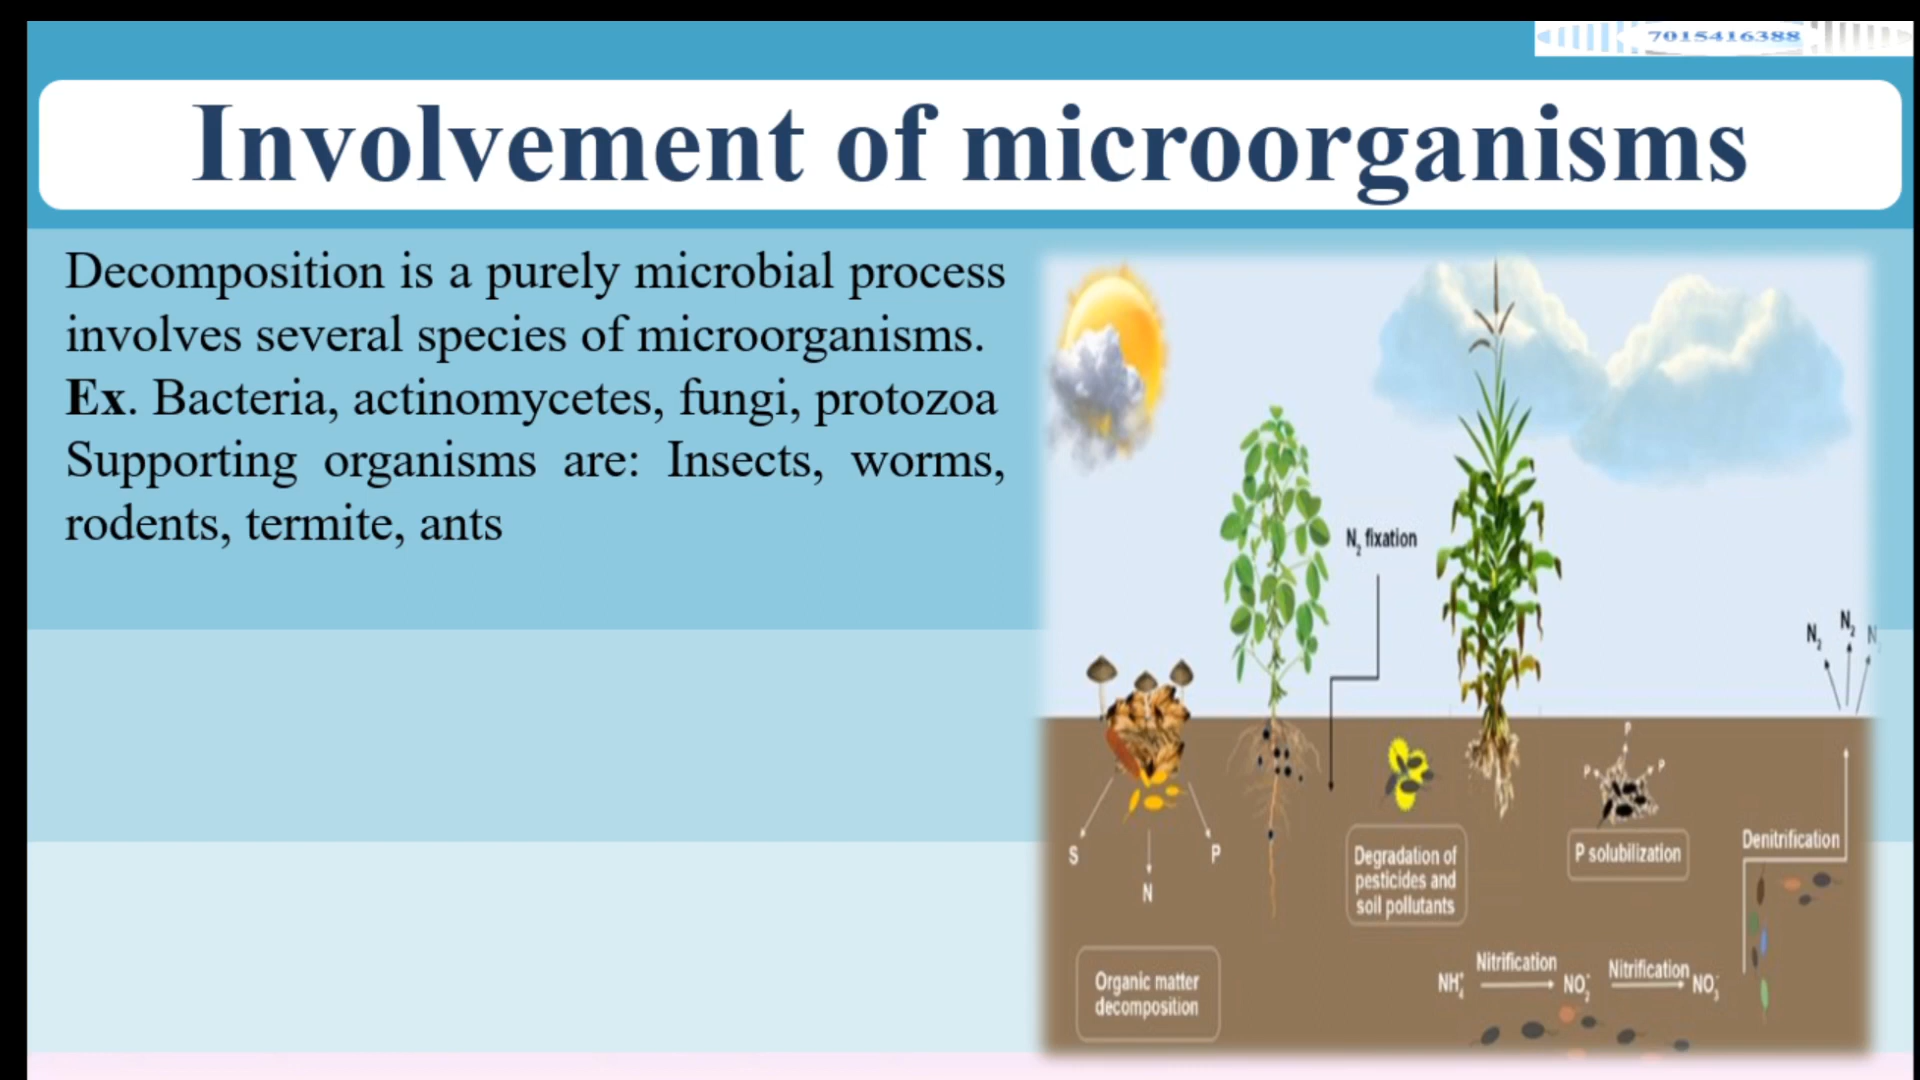 7015416388
Involvement of microorganisms
Decomposition is a purely microbial process
involves several species of microorganisms.
Ex. Bacteria, actinomycetes, fungi, protozoa
Supporting organisms are: Insects, worms,
rodents, termite, ants
N₂ fixation
N₂
N₂
N₂
S
N
P
Organic matter
decomposition
Degradation of
pesticides and
soil pollutants
P
P
P
P solubilization
Denitrification
NH₄⁺
Nitrification
NO₂⁻
Nitrification
NO₃⁻